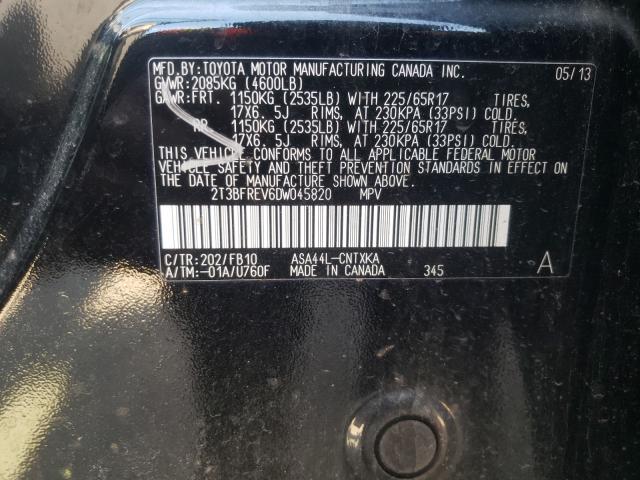 MFD. BY: TOYOTA MOTOR MANUFACTURING CANADA INC. 05/13
GVWR: 2085KG (4600LB)
GAWR: FRT. 1150KG (2535LB) WITH 225/65R17 TIRES,
17X6. 5J RIMS, AT 230KPA (33PSI) COLD.
RR. 1150KG (2535LB) WITH 225/65R17 TIRES,
17X6. 5J RIMS, AT 230KPA (33PSI) COLD.
THIS VEHICLE CONFORMS TO ALL APPLICABLE FEDERAL MOTOR
VEHICLE SAFETY AND THEFT PREVENTION STANDARDS IN EFFECT ON
THE DATE OF MANUFACTURE SHOWN ABOVE.
2T3BFREV6DW045820 MPV
C/TR: 202/FB10 ASA44L-CNTXKA
A/TM: -01A/U760F MADE IN CANADA 345 A